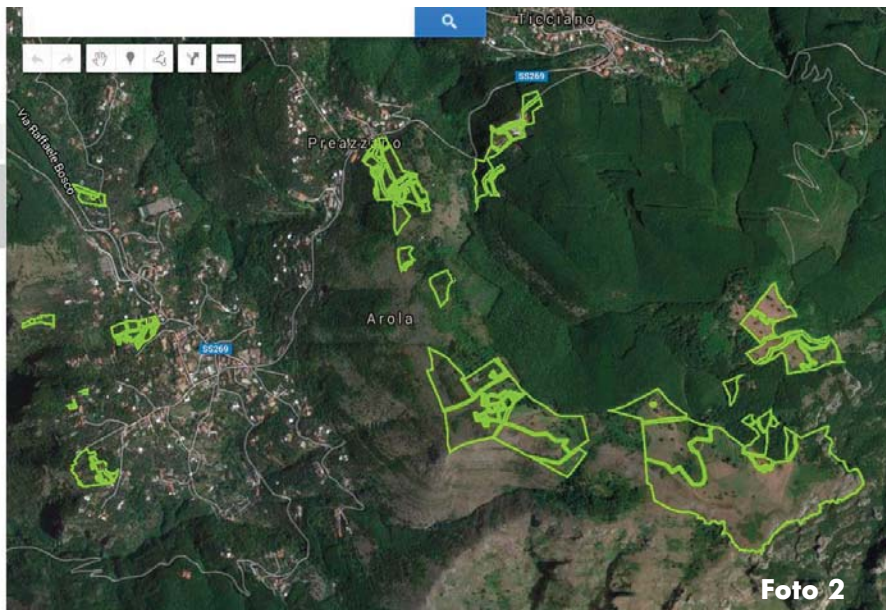 Ticciano
SS269
Via Raffaele Bosco
Preazzano
Arola
SS269
Foto 2